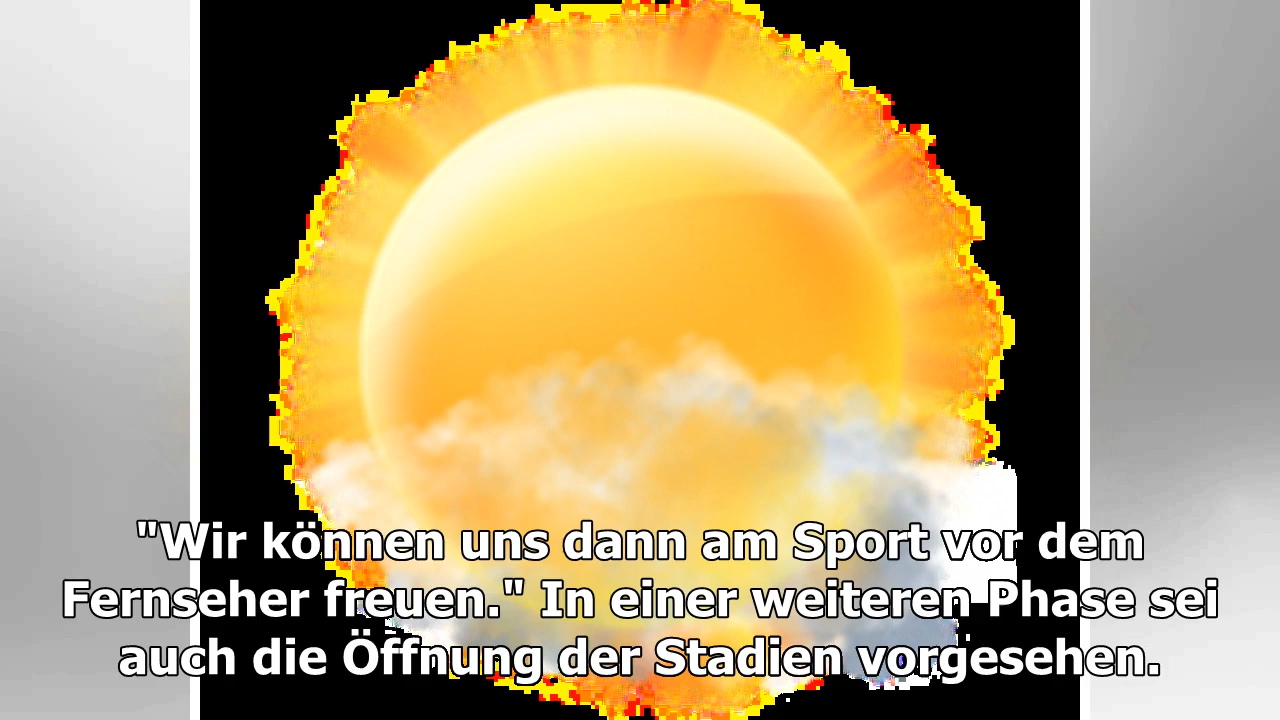 "Wir können uns dann am Sport vor dem
Fernseher freuen." In einer weiteren Phase sei
auch die Öffnung der Stadien vorgesehen.